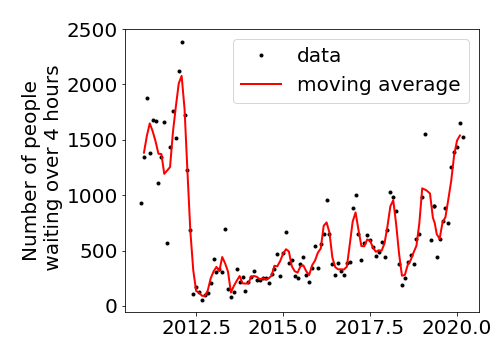 Number of people
waiting over 4 hours
2500
2000
1500
1000
500
0
2012.5
2015.0
2017.5
2020.0
data
moving average